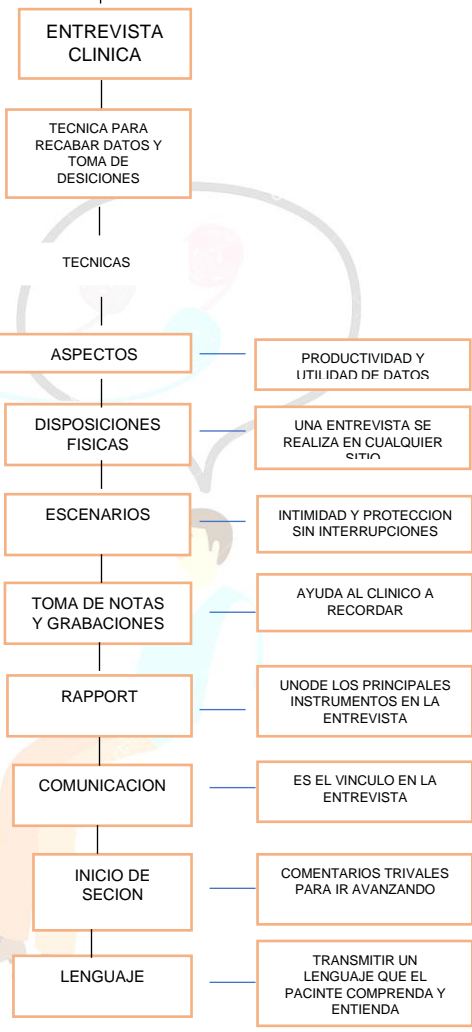 ENTREVISTA
CLINICA
TECNICA PARA
RECABAR DATOS Y
TOMA DE
DESICIONES
TECNICAS
ASPECTOS
PRODUCTIVIDAD Y
UTILIDAD DE DATOS
DISPOSICIONES
FISICAS
UNA ENTREVISTA SE
REALIZA EN CUALQUIER
SITIO
ESCENARIOS
INTIMIDAD Y PROTECCION
SIN INTERRUPCIONES
TOMA DE NOTAS
Y GRABACIONES
AYUDA AL CLINICO A
RECORDAR
RAPPORT
UNODE LOS PRINCIPALES
INSTRUMENTOS EN LA
ENTREVISTA
COMUNICACION
ES EL VINCULO EN LA
ENTREVISTA
INICIO DE
SECION
COMENTARIOS TRIVALES
PARA IR AVANZANDO
LENGUAJE
TRANSMITIR UN
LENGUAJE QUE EL
PACINTE COMPRENDA Y
ENTIENDA